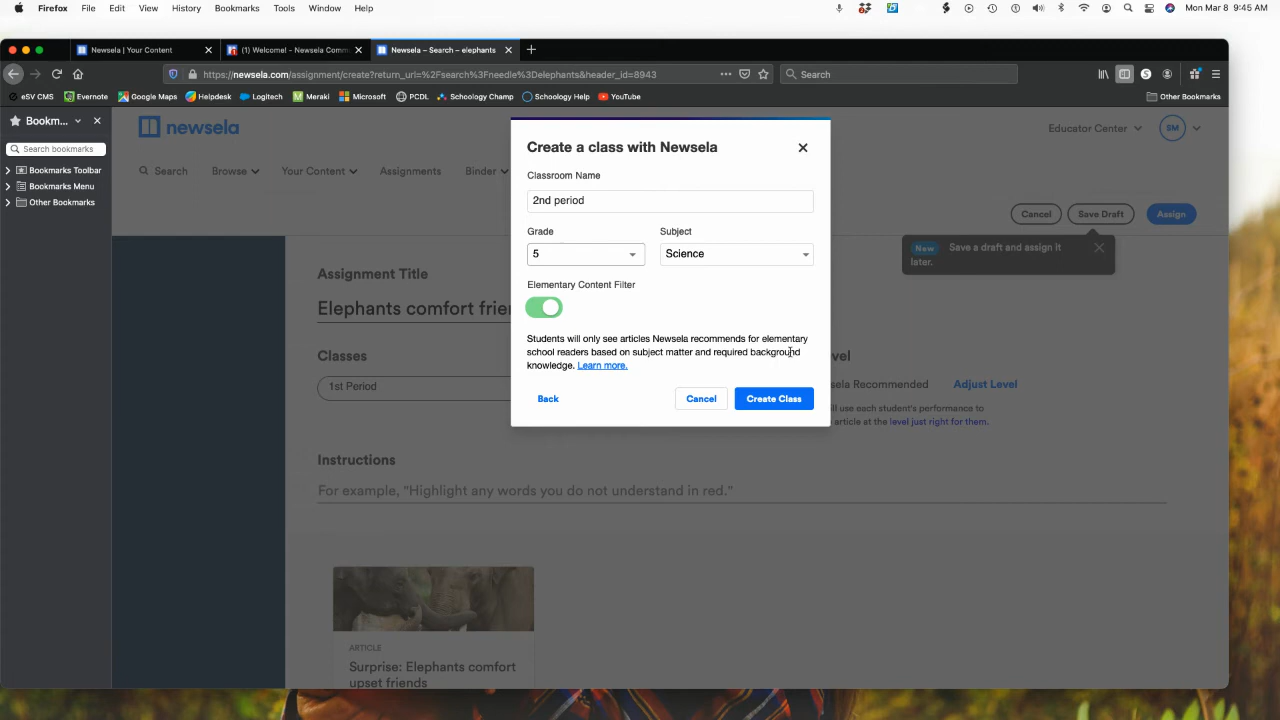 Firefox File Edit View History Bookmarks Tools Window Help Mon Mar 8 9:45 AM
Newsela | Your Content (1) Welcome! - Newsela Comm Newsela – Search – elephants
https://newsela.com/assignment/create?return_url=%2Fsearch%3Fneedle%3Delephants&header_id=8943 Search
eSV CMS Evernote Google Maps Helpdesk Logitech Meraki Microsoft PCDL Schoology Champ Schoology Help YouTube Other Bookmarks
Bookm...
Search bookmarks
Bookmarks Toolbar
Bookmarks Menu
Other Bookmarks
newsela Educator Center SM
Search Browse Your Content Assignments Binder
Cancel Save Draft Assign
New Save a draft and assign it
later.
Assignment Title
Elephants comfort frie
Classes
1st Period
Level
sela Recommended Adjust Level
ill use each student's performance to
article at the level just right for them.
Instructions
For example, "Highlight any words you do not understand in red."
ARTICLE
Surprise: Elephants comfort
upset friends
Create a class with Newsela
Classroom Name
2nd period
Grade Subject
5 Science
Elementary Content Filter
Students will only see articles Newsela recommends for elementary
school readers based on subject matter and required background
knowledge. Learn more.
Back Cancel Create Class